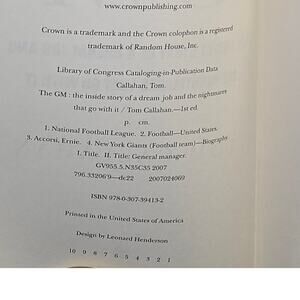 www.crownpublishing.com
Crown is a trademark and the Crown colophon is a registered
trademark of Random House, Inc.
Library of Congress Cataloging-in-Publication Data
Callahan, Tom.
The GM : the inside story of a dream job and the nightmares
that go with it / Tom Callahan.—1st ed.
p. cm.
1. National Football League. 2. Football—United States.
3. Accorsi, Ernie. 4. New York Giants (Football team)—Biography.
I. Title. II. Title: General manager.
GV955.5.N35C35 2007
796.33206'9—dc22 2007024069
ISBN 978-0-307-39413-2
Printed in the United States of America
Design by Leonard Henderson
10 9 8 7 6 5 4 3 2 1